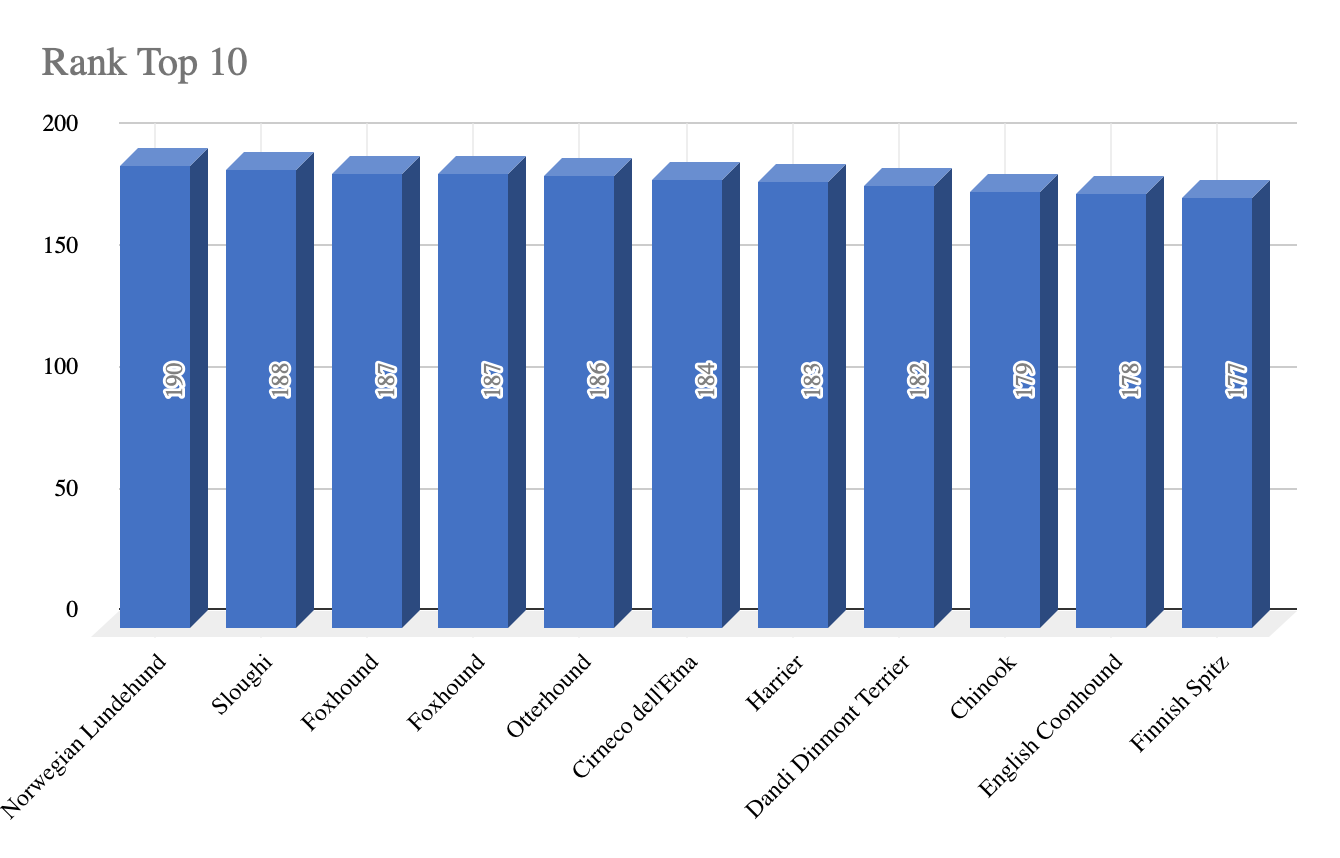 Rank Top 10
200
150
100
50
0
190
188
187
187
186
184
183
182
179
178
177
Norwegian Lundehund
Sloughi
Foxhound
Foxhound
Otterhound
Cirneco dell'Etna
Harrier
Dandi Dinmont Terrier
Chinook
English Coonhound
Finnish Spitz